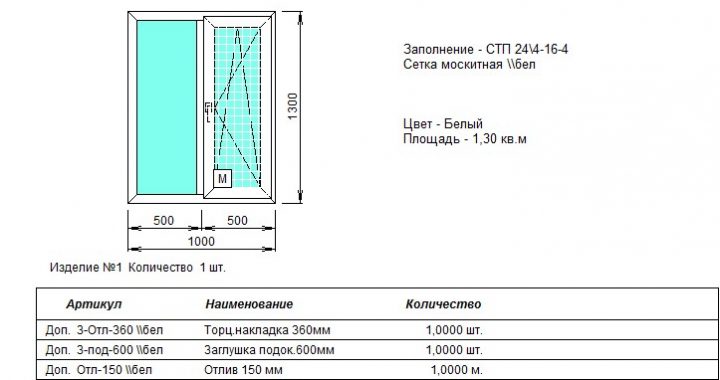 Заполнение - СТП 24\4-16-4
Сетка москитная \\бел
Цвет - Белый
Площадь - 1,30 кв.м
1300
М
500 500
1000
Изделие №1 Количество 1 шт.
Артикул Наименование Количество
Доп. 3-Отл-360 \\бел Торц.накладка 360мм 1,0000 шт.
Доп. 3-под-600 \\бел Заглушка подок.600мм 1,0000 шт.
Доп. Отл-150 \\бел Отлив 150 мм 1,0000 м.